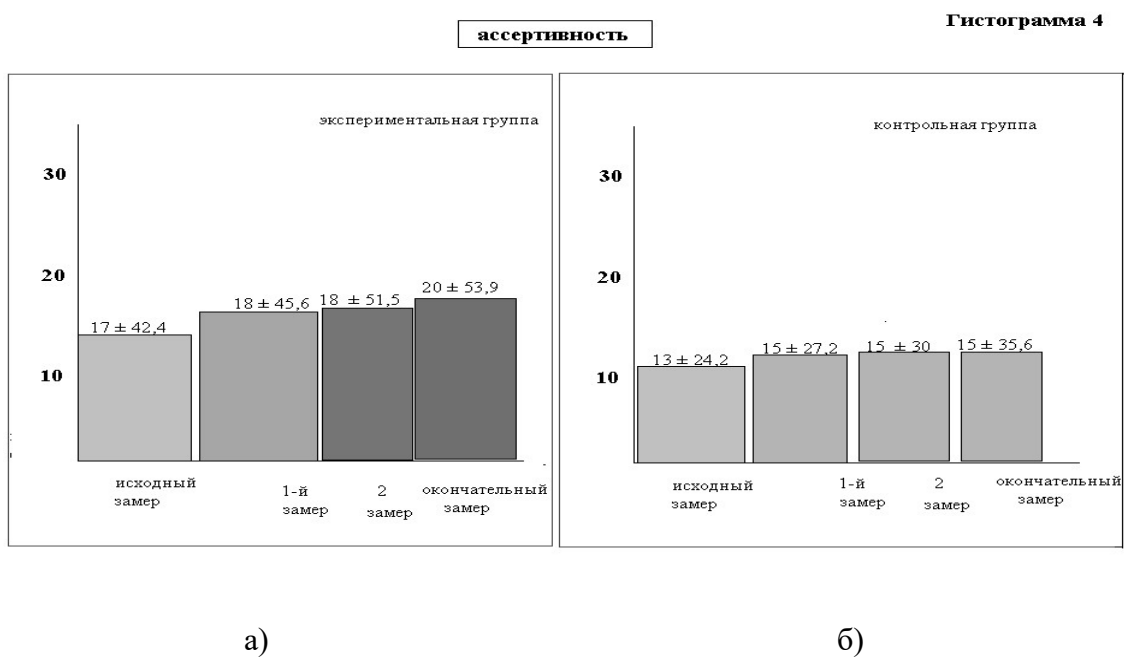 Гистограмма 4
ассертивность
экспериментальная группа
30
20
10
17 ± 42,4
18 ± 45,6
18 ± 51,5
20 ± 53,9
исходный
замер
1-й
замер
2
замер
окончательный
замер
контрольная группа
30
20
10
13 ± 24,2
15 ± 27,2
15 ± 30
15 ± 35,6
исходный
замер
1-й
замер
2
замер
окончательный
замер
а)
б)